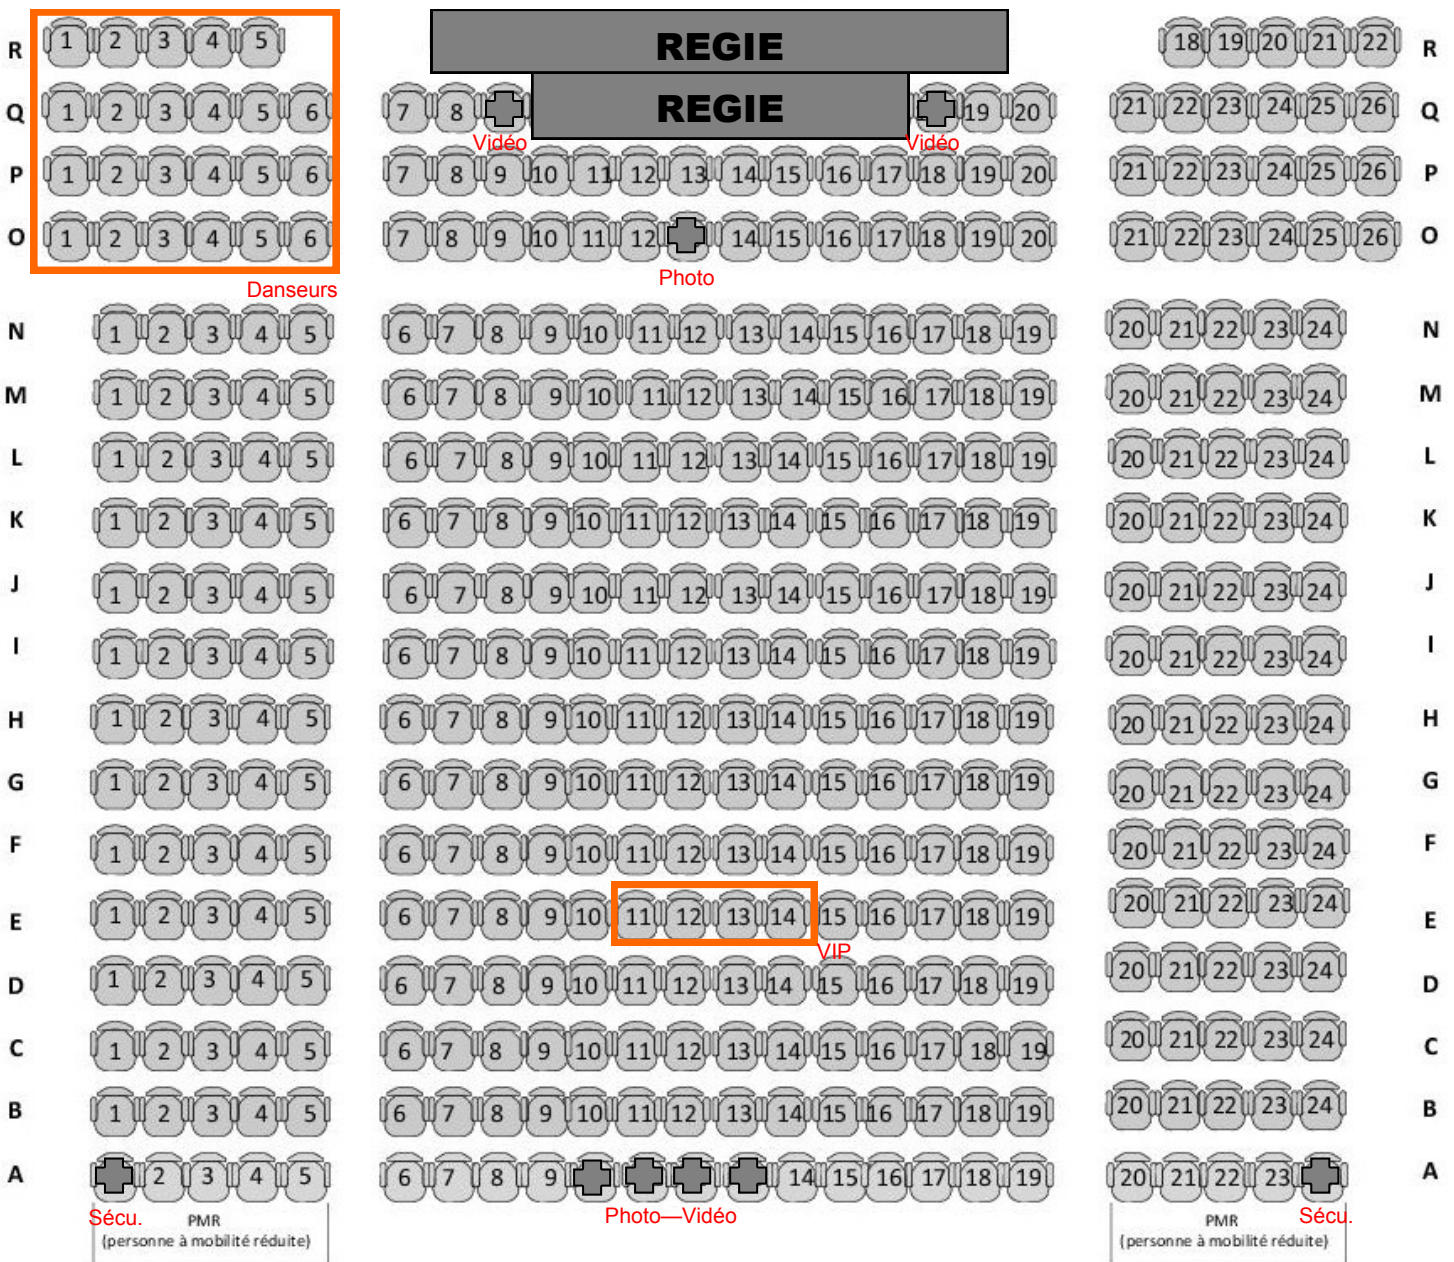 R 1 2 3 4 5 REGIE 18 19 20 21 22 R
Q 1 2 3 4 5 6 7 8 REGIE 19 20 21 22 23 24 25 26 Q
Vidéo Vidéo
P 1 2 3 4 5 6 7 8 9 10 11 12 13 14 15 16 17 18 19 20 21 22 23 24 25 26 P
O 1 2 3 4 5 6 7 8 9 10 11 12 14 15 16 17 18 19 20 21 22 23 24 25 26 O
Danseurs Photo
N 1 2 3 4 5 6 7 8 9 10 11 12 13 14 15 16 17 18 19 20 21 22 23 24 N
M 1 2 3 4 5 6 7 8 9 10 11 12 13 14 15 16 17 18 19 20 21 22 23 24 M
L 1 2 3 4 5 6 7 8 9 10 11 12 13 14 15 16 17 18 19 20 21 22 23 24 L
K 1 2 3 4 5 6 7 8 9 10 11 12 13 14 15 16 17 18 19 20 21 22 23 24 K
J 1 2 3 4 5 6 7 8 9 10 11 12 13 14 15 16 17 18 19 20 21 22 23 24 J
I 1 2 3 4 5 6 7 8 9 10 11 12 13 14 15 16 17 18 19 20 21 22 23 24 I
H 1 2 3 4 5 6 7 8 9 10 11 12 13 14 15 16 17 18 19 20 21 22 23 24 H
G 1 2 3 4 5 6 7 8 9 10 11 12 13 14 15 16 17 18 19 20 21 22 23 24 G
F 1 2 3 4 5 6 7 8 9 10 11 12 13 14 15 16 17 18 19 20 21 22 23 24 F
E 1 2 3 4 5 6 7 8 9 10 11 12 13 14 15 16 17 18 19 20 21 22 23 24 E
VIP
D 1 2 3 4 5 6 7 8 9 10 11 12 13 14 15 16 17 18 19 20 21 22 23 24 D
C 1 2 3 4 5 6 7 8 9 10 11 12 13 14 15 16 17 18 19 20 21 22 23 24 C
B 1 2 3 4 5 6 7 8 9 10 11 12 13 14 15 16 17 18 19 20 21 22 23 24 B
A 2 3 4 5 6 7 8 9 14 15 16 17 18 19 20 21 22 23 A
Sécu. Photo—Vidéo Sécu.
PMR PMR
(personne à mobilité réduite) (personne à mobilité réduite)